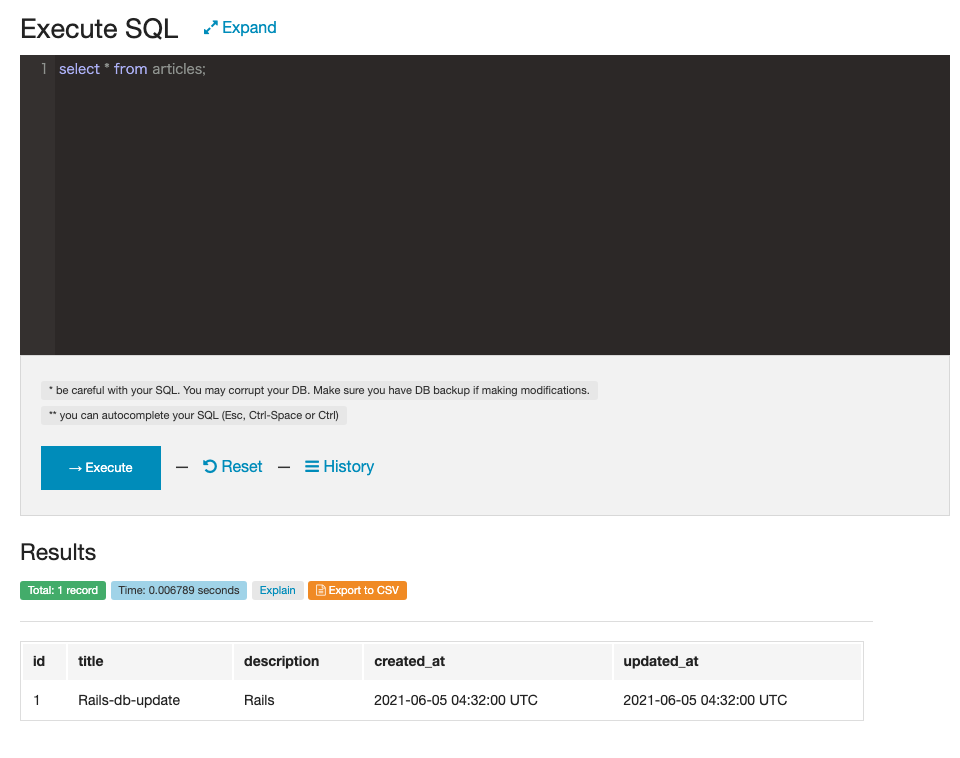 Execute SQL Expand
1 select * from articles;
* be careful with your SQL. You may corrupt your DB. Make sure you have DB backup if making modifications.
** you can autocomplete your SQL (Esc, Ctrl-Space or Ctrl)
→ Execute — Reset — History
Results
Total: 1 record Time: 0.006789 seconds Explain Export to CSV
id title description created_at updated_at
1 Rails-db-update Rails 2021-06-05 04:32:00 UTC 2021-06-05 04:32:00 UTC